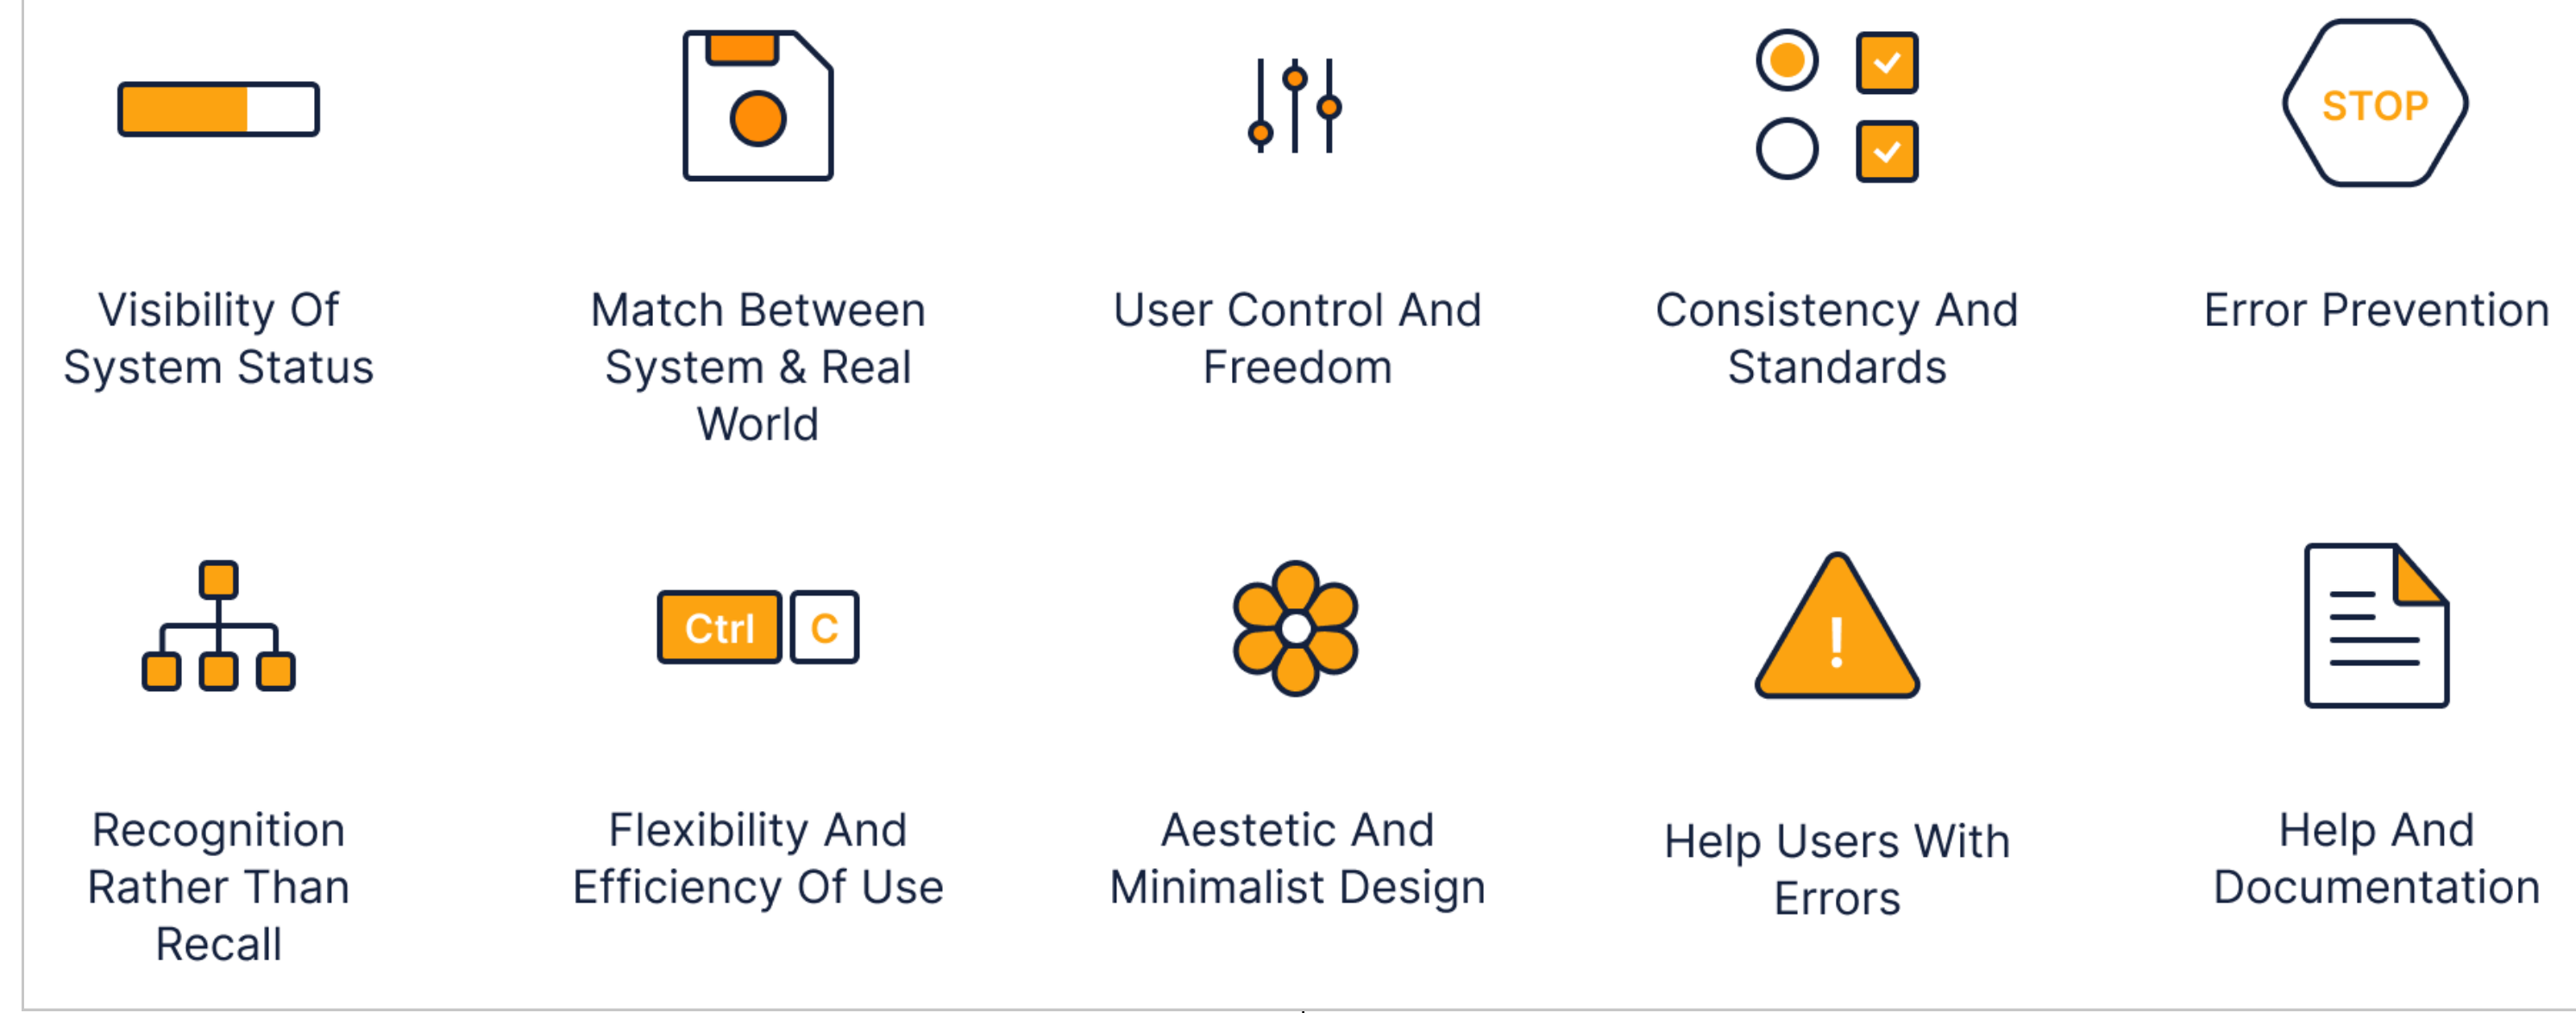 STOP
Visibility Of
System Status
Match Between
System & Real
World
User Control And
Freedom
Consistency And
Standards
Error Prevention
Ctrl C
!
Recognition
Rather Than
Recall
Flexibility And
Efficiency Of Use
Aestetic And
Minimalist Design
Help Users With
Errors
Help And
Documentation